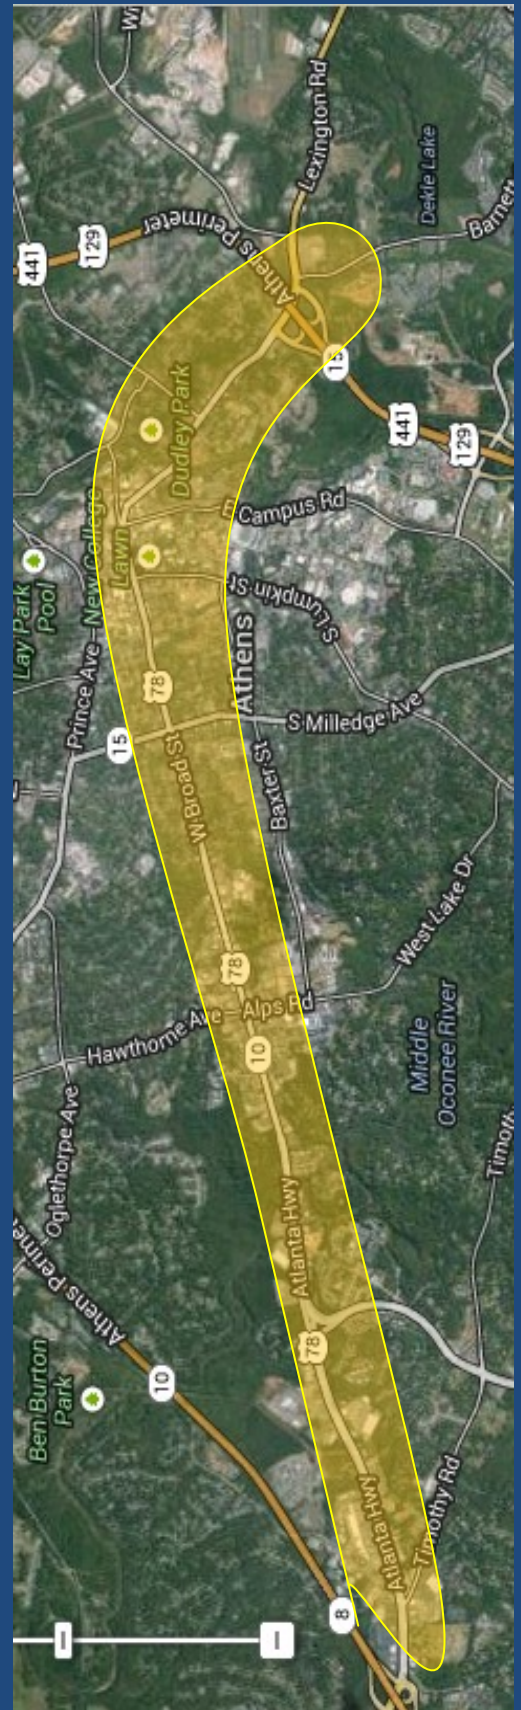 Wi
Lexington Rd
Dekle Lake
Barnett
Athens Perimeter
129
441
15
441
129
Dudley Park
E Campus Rd
New College
Lawn
Lay Park
Pool
S Lumpkin St
Athens
Prince Ave
78
S Milledge Ave
15
W Broad St
Baxter St
West Lake Dr
78
Hawthorne Ave
Alps Rd
10
Middle
Oconee River
Oglethorpe Ave
Timoth
Atlanta Hwy
Athens Perimet
78
10
Ben Burton
Park
Atlanta Hwy
Timothy Rd
8